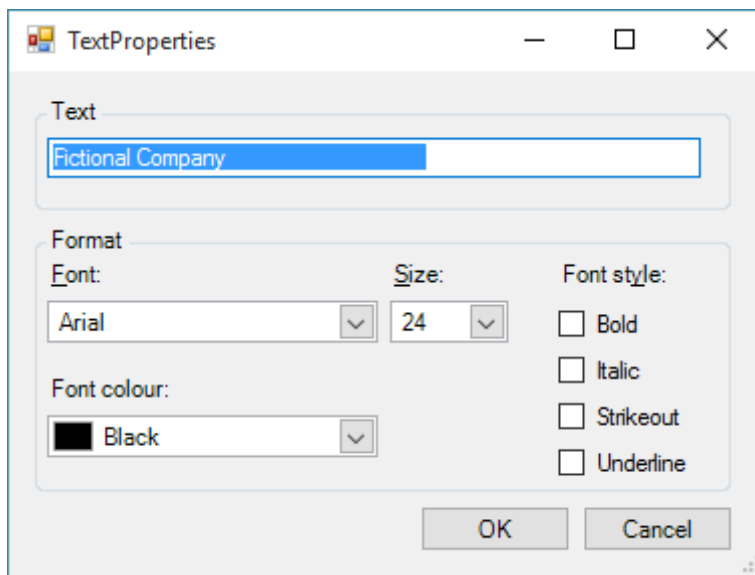 TextProperties
Text
Fictional Company
Format
Font: Size: Font style:
Arial 24 Bold
Italic
Font colour: Strikeout
Black Underline
OK Cancel